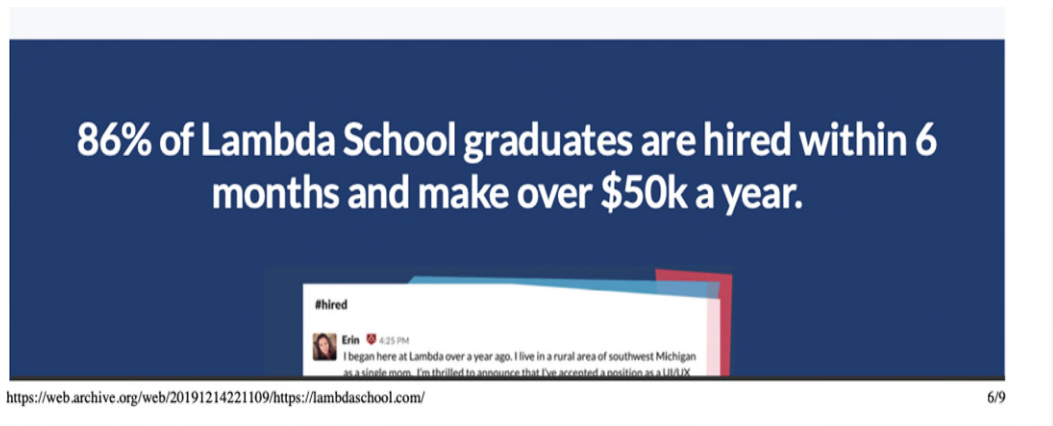 86% of Lambda School graduates are hired within 6
months and make over $50k a year.
#hired
Erin 4:25 PM
I began here at Lambda over a year ago. I live in a rural area of southwest Michigan
as a single mom. I'm thrilled to announce that I've accepted a position as a UI/UX
https://web.archive.org/web/20191214221109/https://lambdaschool.com/
6/9